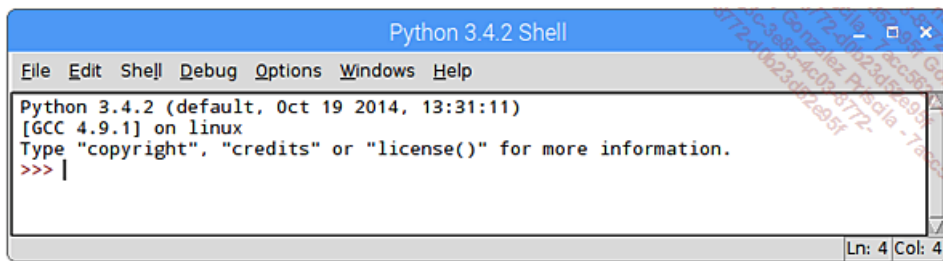 Python 3.4.2 Shell
File Edit Shell Debug Options Windows Help
Python 3.4.2 (default, Oct 19 2014, 13:31:11)
[GCC 4.9.1] on linux
Type "copyright", "credits" or "license()" for more information.
>>>
Ln: 4 Col: 4